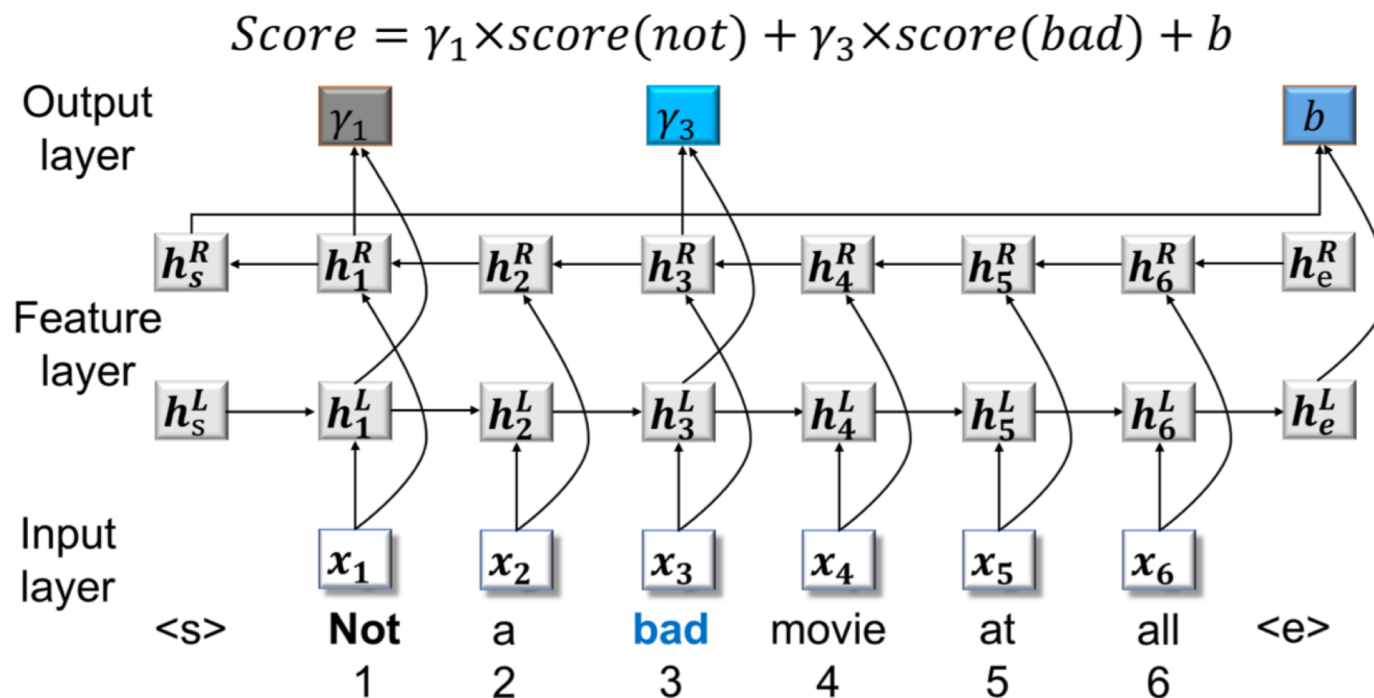 Score = γ₁×score(not) + γ₃×score(bad) + b
Output layer
γ₁ γ₃ b
h_s^R h_1^R h_2^R h_3^R h_4^R h_5^R h_6^R h_e^R
Feature layer
h_s^L h_1^L h_2^L h_3^L h_4^L h_5^L h_6^L h_e^L
Input layer
x₁ x₂ x₃ x₄ x₅ x₆
<s> Not a bad movie at all <e>
1 2 3 4 5 6